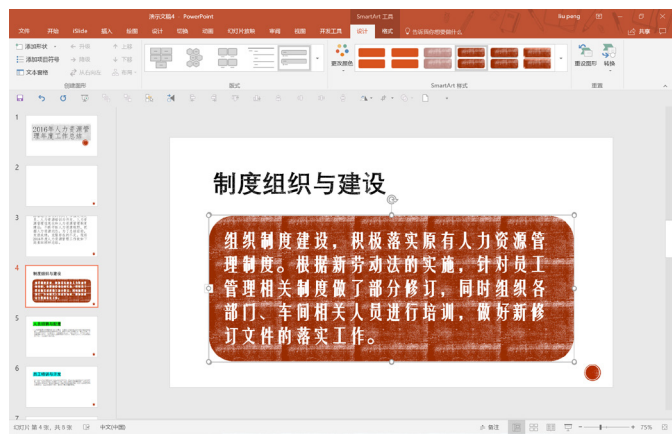 演示文稿4 - PowerPoint
SmartArt 工具
liu peng
文件 开始 iSlide 插入 绘图 设计 切换 动画 幻灯片放映 审阅 视图 开发工具 设计 格式 告诉我你想要做什么
共享
添加形状 升级 上移
添加项目符号 降级 下移
文本窗格 从右向左 布局
更改颜色
重设图形 转换
创建图形 版式 SmartArt 样式 重置
1
2016年人力资源管
理年度工作总结
2
3
4
制度组织与建设
5
6
7
制度组织与建设
组织制度建设，积极落实原有人力资源管
理制度。根据新劳动法的实施，针对员工
管理相关制度做了部分修订，同时组织各
部门、车间相关人员进行培训，做好新修
订文件的落实工作。
幻灯片 第 4 张，共 9 张 中文(中国) 备注 75%